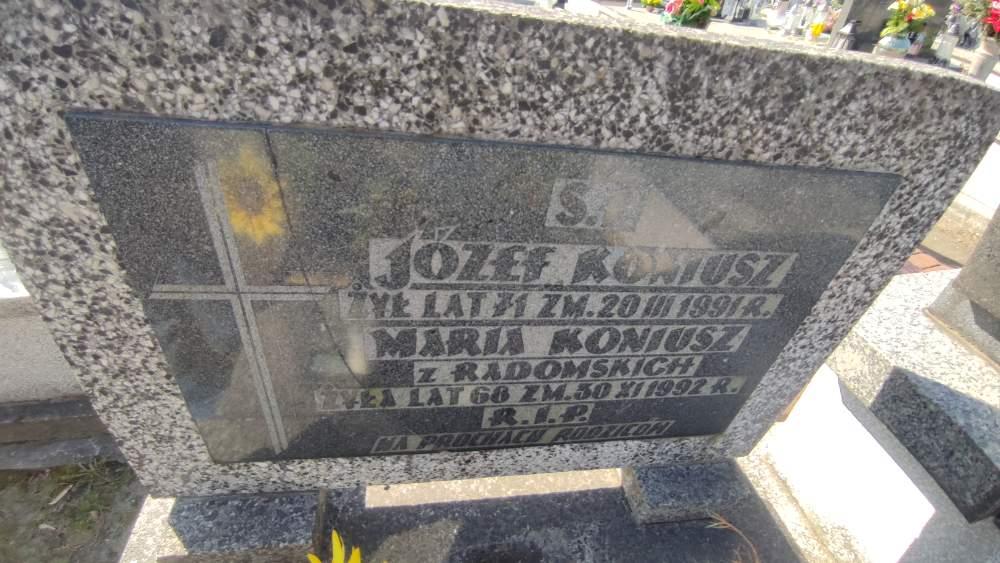 Ś.P.
JÓZEF KONIUSZ
ŻYŁ LAT 71 ZM. 20 III 1991 R.
MARIA KONIUSZ
Z RADOMSKICH
ŻYŁA LAT 68 ZM. 30 XI 1992 R.
R.I.P.
NA PROCHACH RODZICÓW